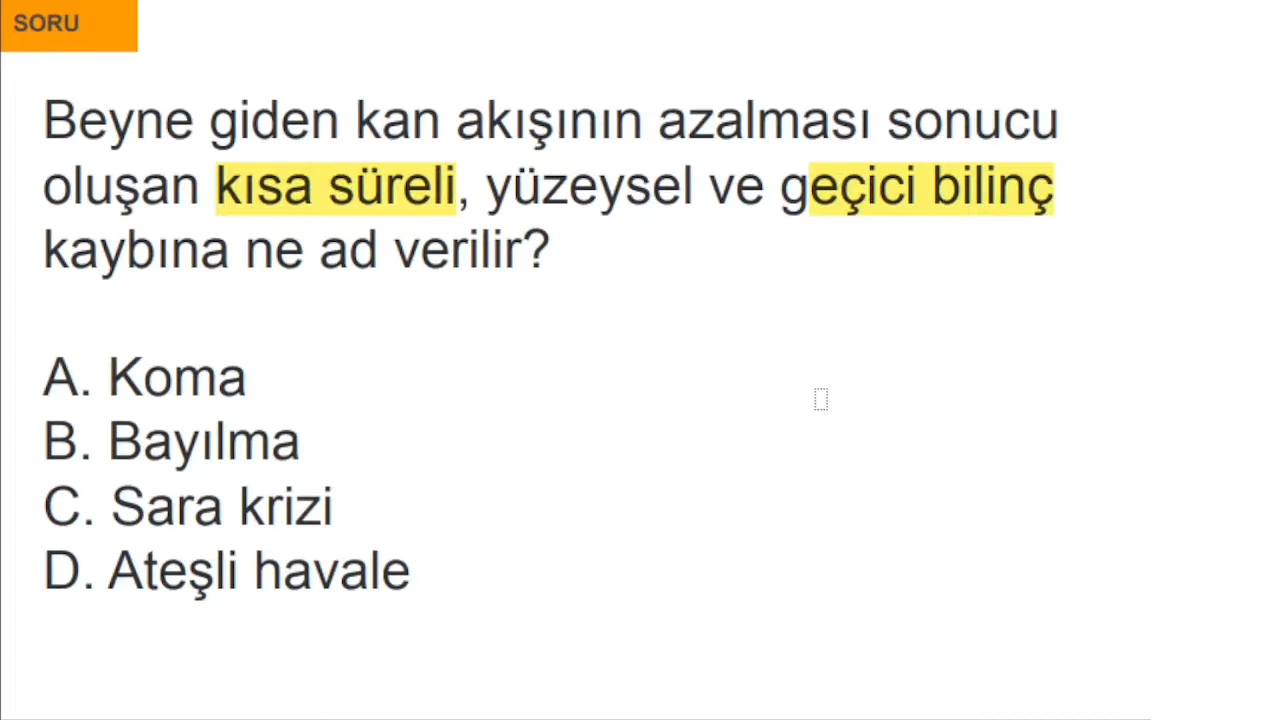 SORU
Beyne giden kan akışının azalması sonucu
oluşan kısa süreli, yüzeysel ve geçici bilinç
kaybına ne ad verilir?
A. Koma
B. Bayılma
C. Sara krizi
D. Ateşli havale